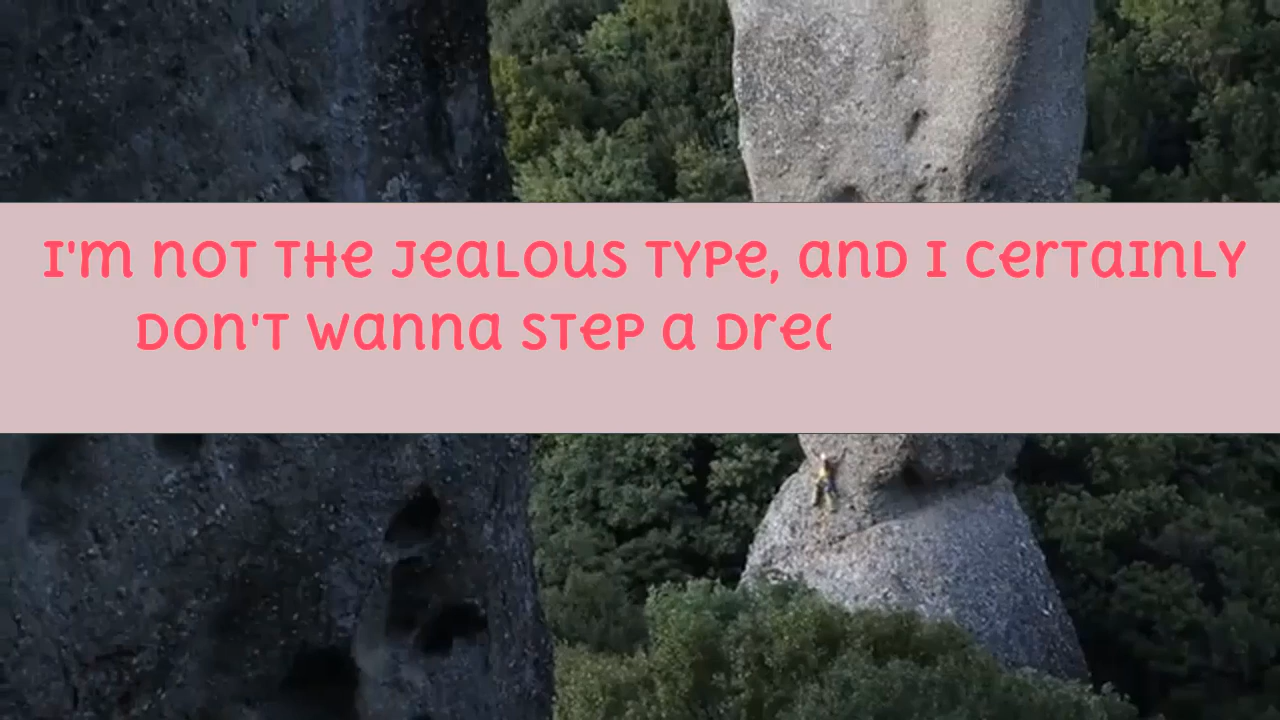 I'm not the jealous type, and I certainly
don't wanna step a